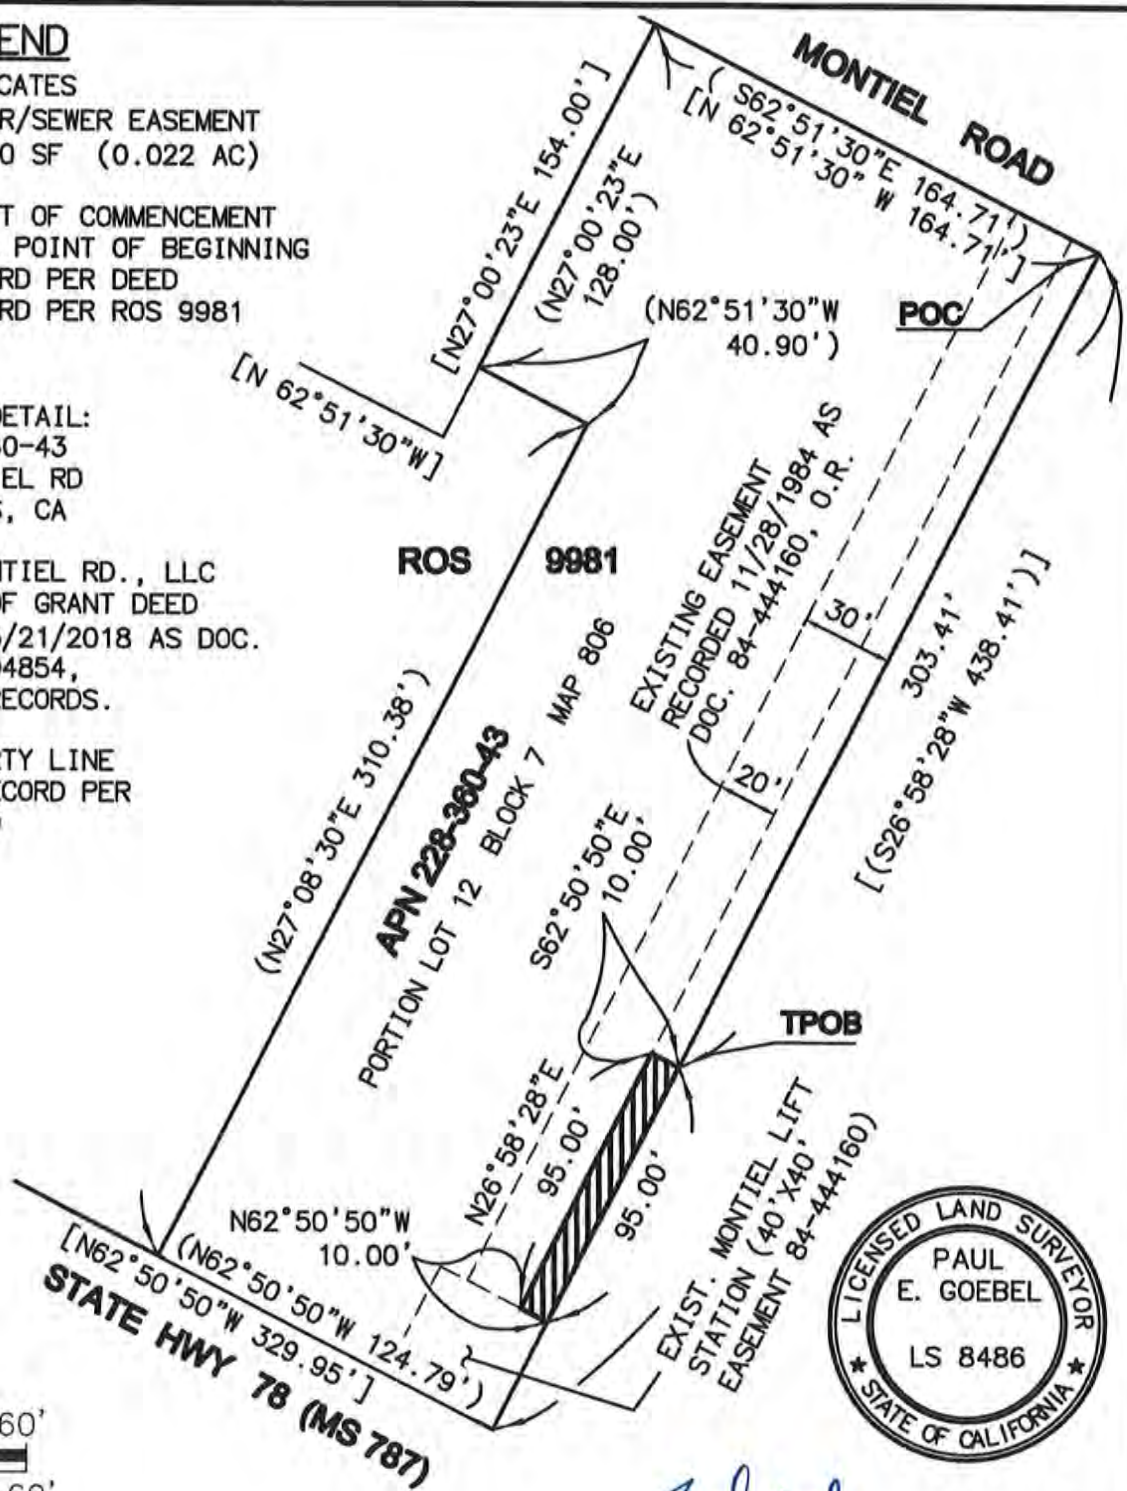 END
CATES
R/SEWER EASEMENT
0 SF (0.022 AC)
T OF COMMENCEMENT
POINT OF BEGINNING
RD PER DEED
RD PER ROS 9981
ETAIL:
0-43
EL RD
, CA
NTIEL RD., LLC
OF GRANT DEED
/21/2018 AS DOC.
4854,
ECORDS.
TY LINE
ECORD PER
MONTIEL ROAD
( S62°51'30"E 164.71')
[N 62°51'30" W 164.71']
[N27°00'23"E 154.00']
(N27°00'23"E
128.00')
(N62°51'30"W
40.90')
POC
[N 62°51'30"W]
ROS 9981
EXISTING EASEMENT
RECORDED 11/28/1984 AS
DOC. 84-444160, O.R.
30'
20'
303.41'
[(S26°58'28"W 438.41')]
(N27°08'30"E 310.38')
APN 228-360-43
PORTION LOT 12 BLOCK 7 MAP 806
S62°50'50"E
10.00'
TPOB
N26°58'28"E
95.00'
95.00'
N62°50'50"W
10.00'
EXIST. MONTIEL LIFT
STATION (40'X40'
EASEMENT 84-444160)
(N62°50'50"W 124.79')
[N62°50'50"W 329.95']
STATE HWY 78 (MS 787)
LICENSED LAND SURVEYOR
PAUL
E. GOEBEL
LS 8486
STATE OF CALIFORNIA
60'
60'